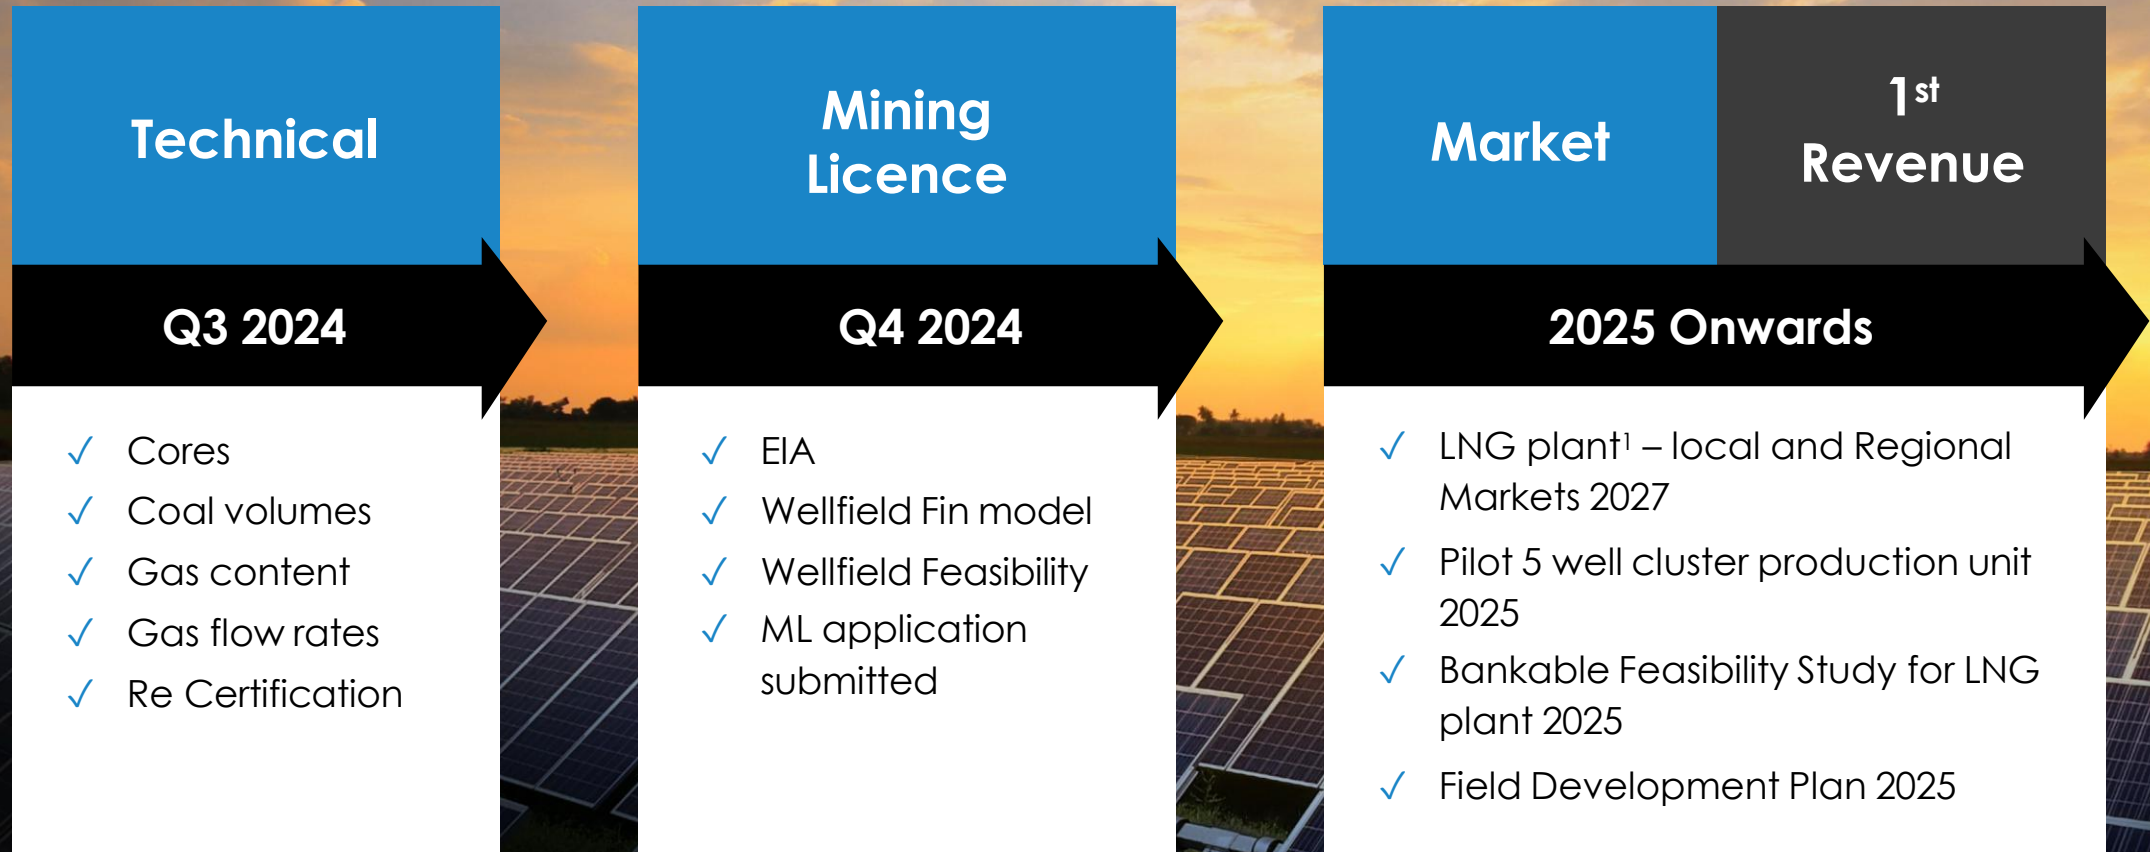 Technical
Q3 2024
Cores
Coal volumes
Gas content
Gas flow rates
Re Certification
Mining
Licence
Q4 2024
EIA
Wellfield Fin model
Wellfield Feasibility
ML application
submitted
Market
1st
Revenue
2025 Onwards
LNG plant¹ – local and Regional
Markets 2027
Pilot 5 well cluster production unit
2025
Bankable Feasibility Study for LNG
plant 2025
Field Development Plan 2025